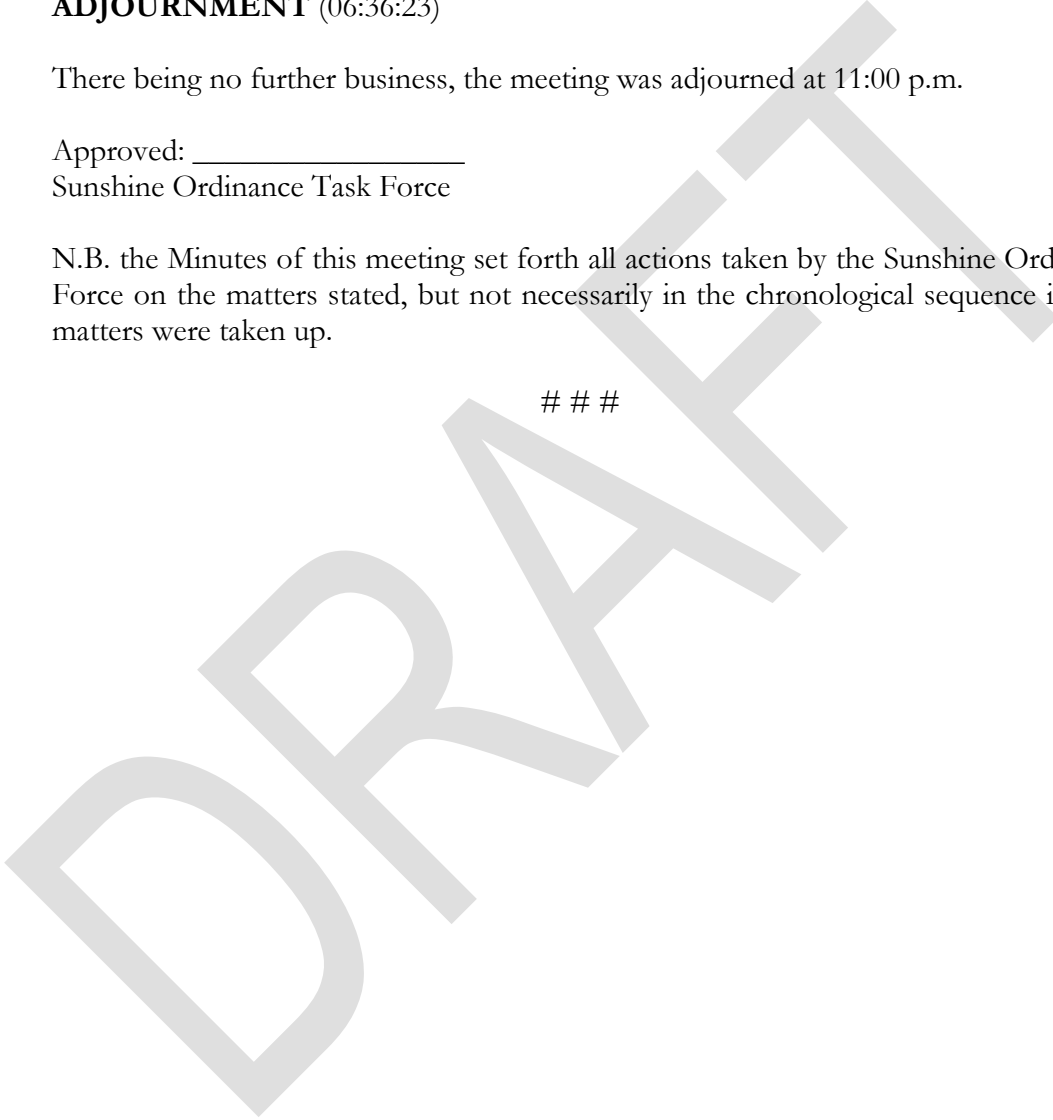 ADJOURNMENT (06:36:23)
There being no further business, the meeting was adjourned at 11:00 p.m.
Approved: _________________
Sunshine Ordinance Task Force
N.B. the Minutes of this meeting set forth all actions taken by the Sunshine Ord
Force on the matters stated, but not necessarily in the chronological sequence i
matters were taken up.
# # #
DRAFT